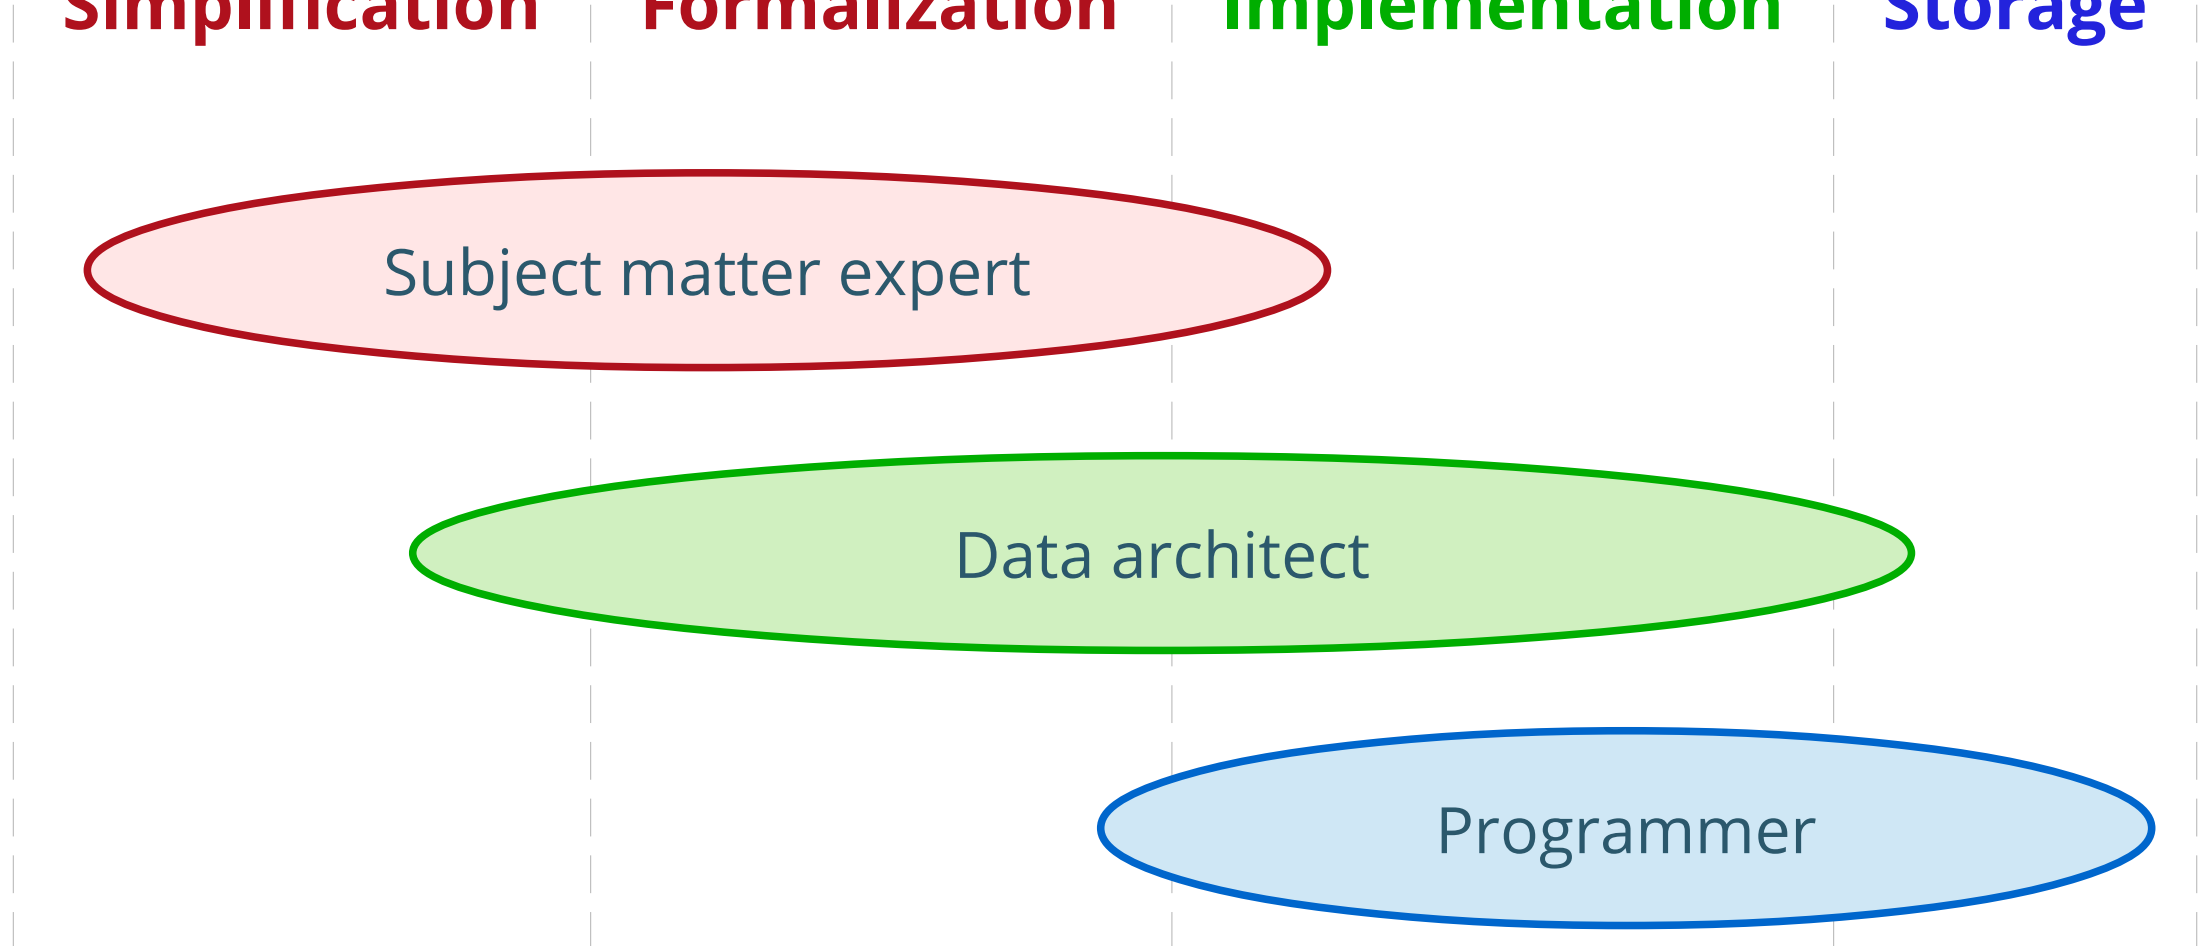 Simplification Formalization Implementation Storage
Subject matter expert
Data architect
Programmer